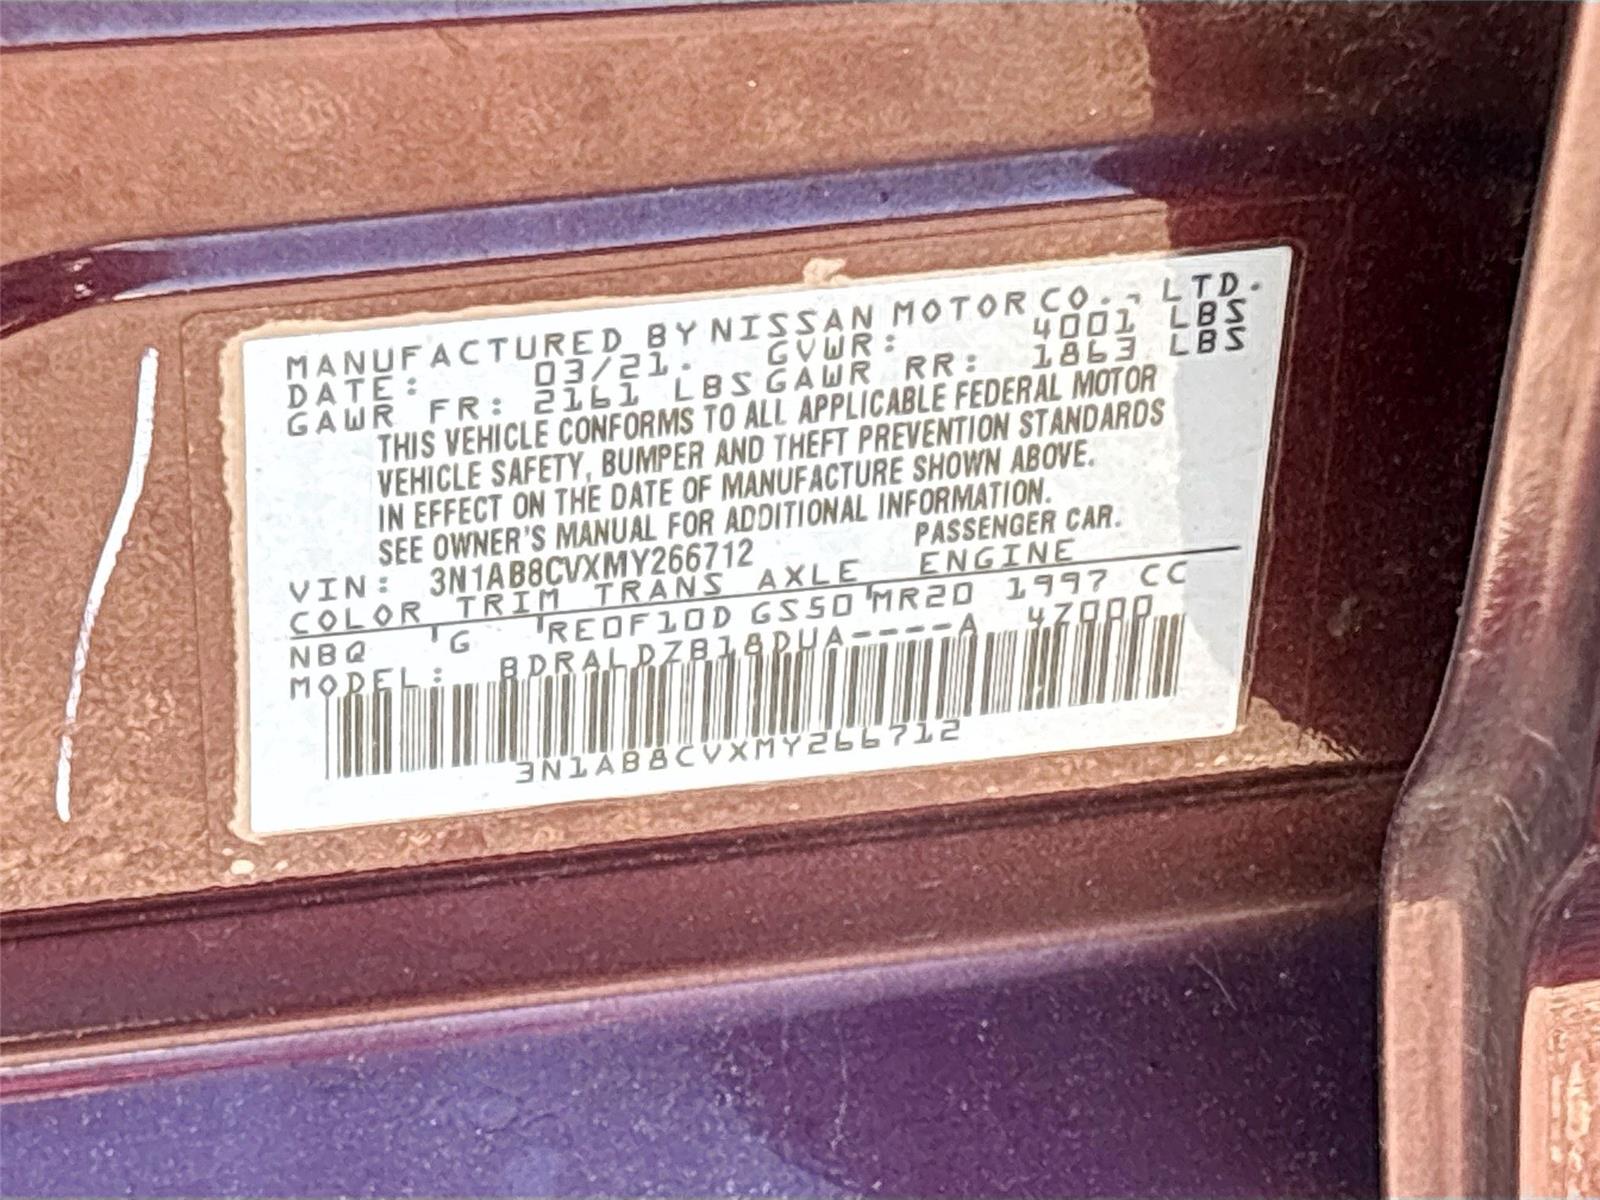 MANUFACTURED BY NISSAN MOTOR CO., LTD.
DATE: 03/21. GVWR: 4001 LBS
GAWR FR: 2161 LBS GAWR RR: 1863 LBS
THIS VEHICLE CONFORMS TO ALL APPLICABLE FEDERAL MOTOR
VEHICLE SAFETY, BUMPER AND THEFT PREVENTION STANDARDS
IN EFFECT ON THE DATE OF MANUFACTURE SHOWN ABOVE.
SEE OWNER'S MANUAL FOR ADDITIONAL INFORMATION.
VIN: 3N1AB8CVXMY266712 PASSENGER CAR.
COLOR TRIM TRANS AXLE ENGINE
NBQ G RE0F10D GS50 MR20 1997 CC
MODEL: BDRALDZB18DUA----A 4Z000
3N1AB8CVXMY266712